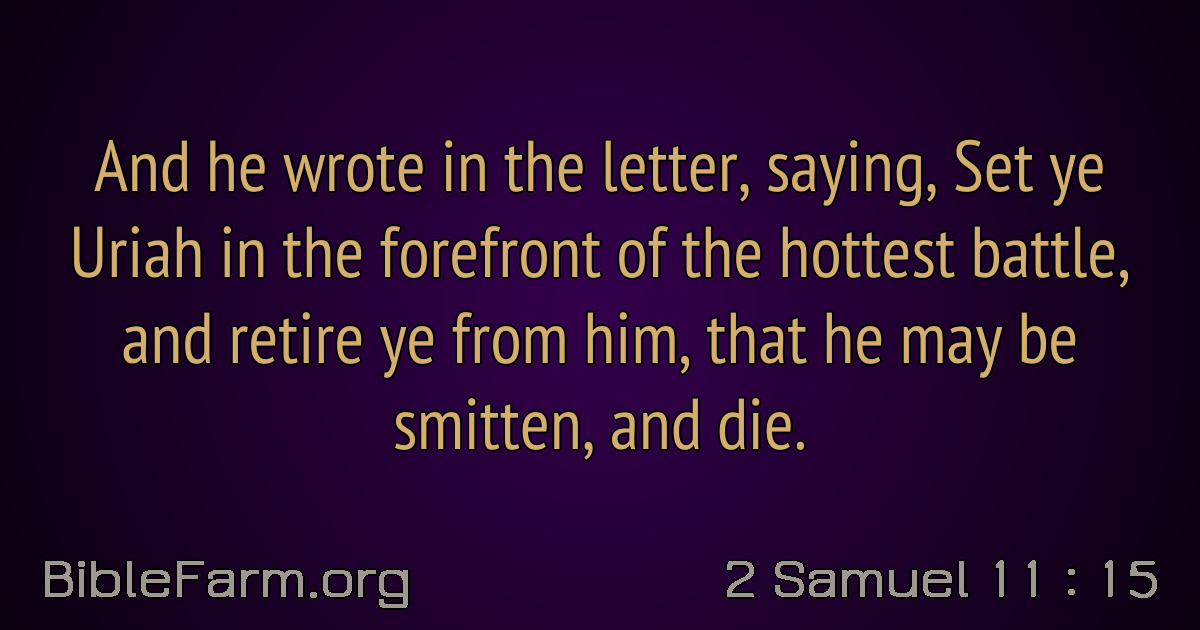 And he wrote in the letter, saying, Set ye
Uriah in the forefront of the hottest battle,
and retire ye from him, that he may be
smitten, and die.
BibleFarm.org
2 Samuel 11 : 15